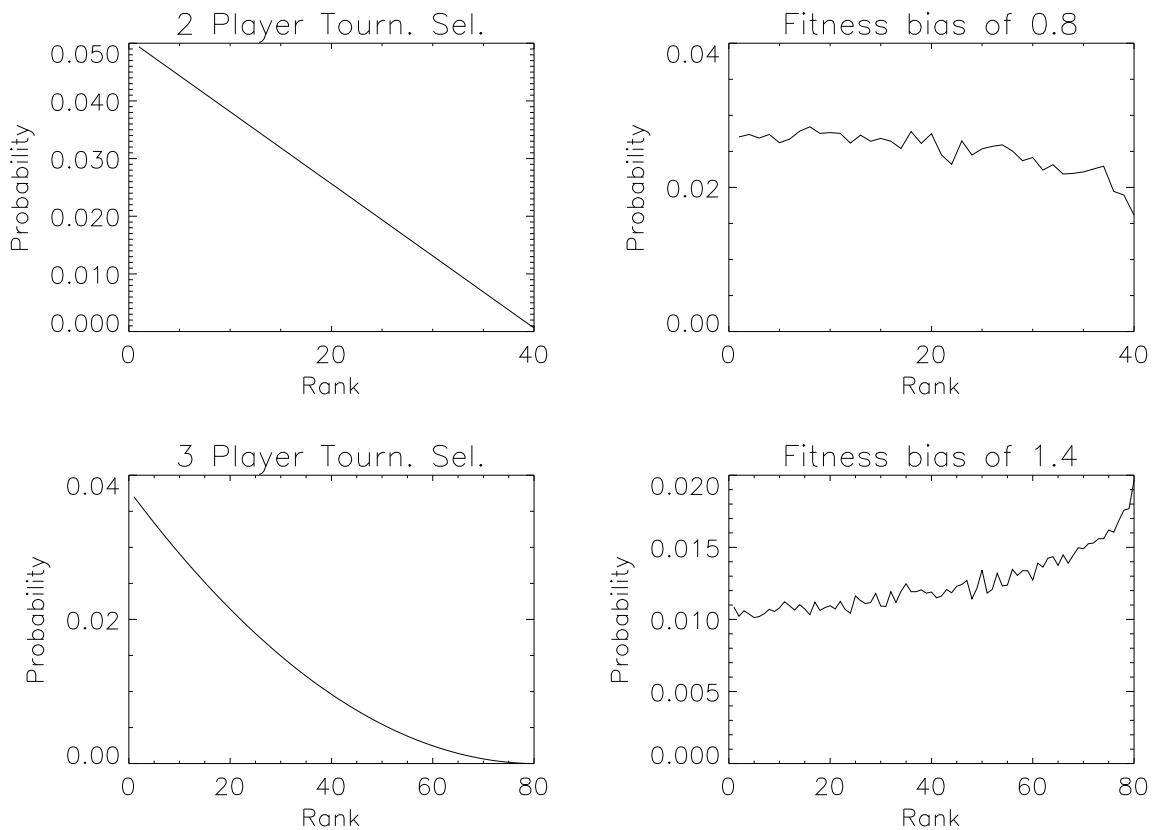 2 Player Tourn. Sel.
0.050
0.040
0.030
0.020
0.010
0.000
Probability
0 20 40
Rank
Fitness bias of 0.8
0.04
0.02
0.00
Probability
0 20 40
Rank
3 Player Tourn. Sel.
0.04
0.02
0.00
Probability
0 20 40 60 80
Rank
Fitness bias of 1.4
0.020
0.015
0.010
0.005
0.000
Probability
0 20 40 60 80
Rank